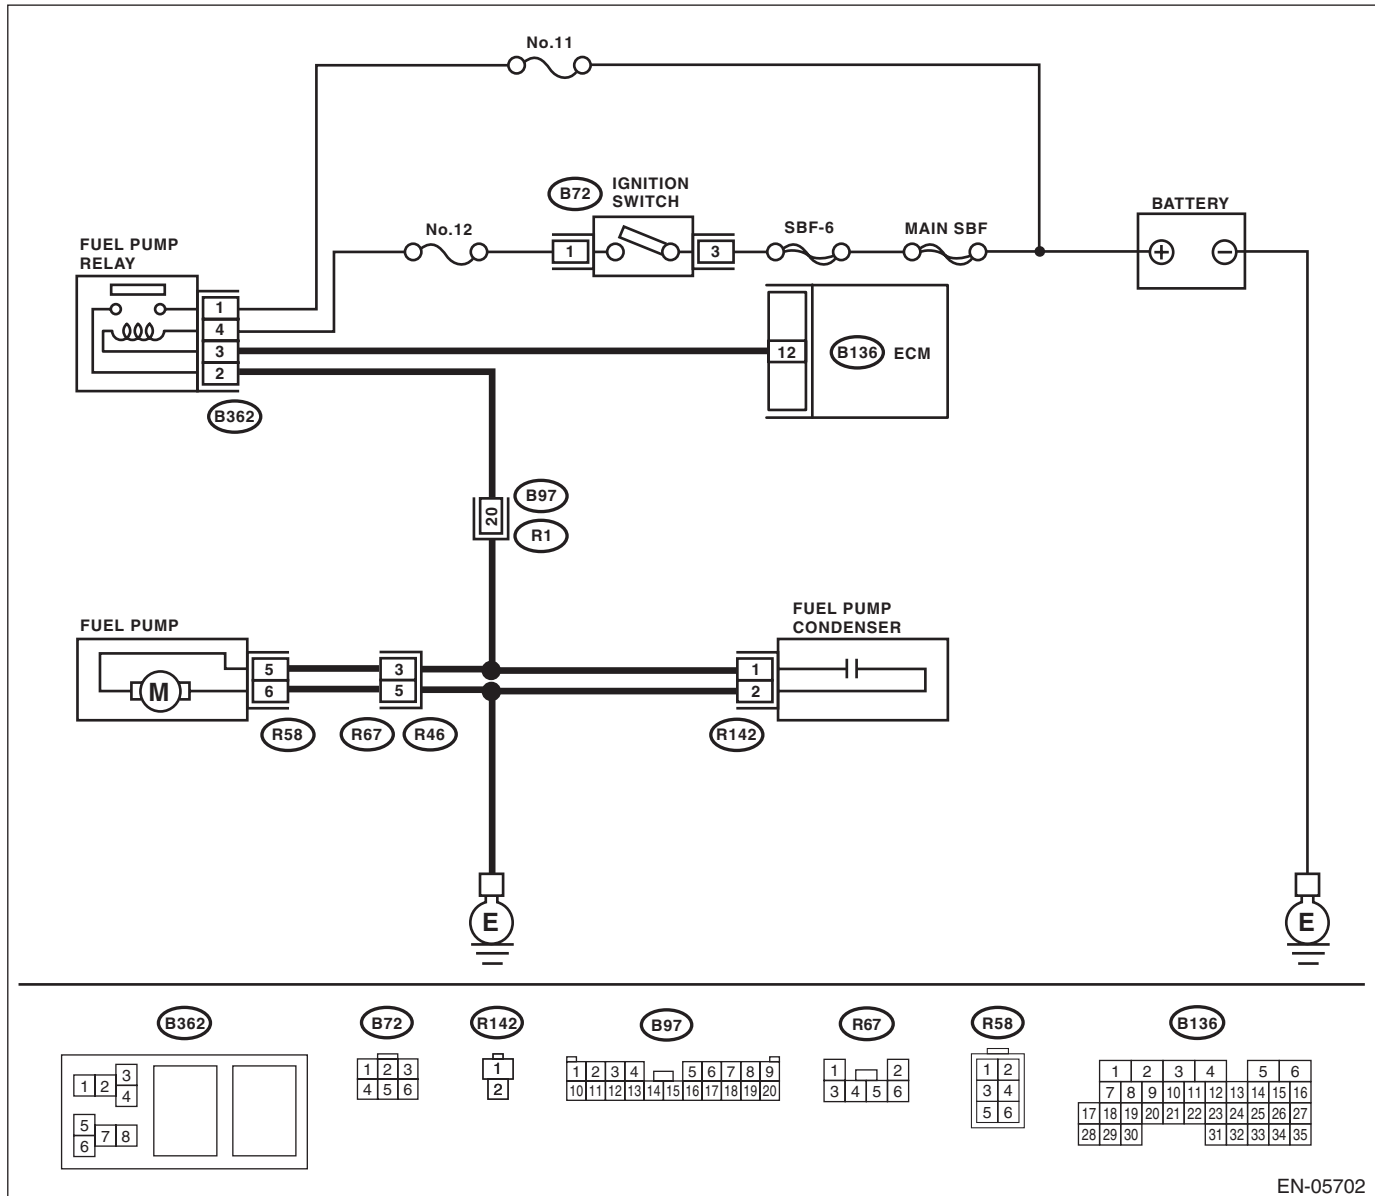 No.11
B72
IGNITION
SWITCH
BATTERY
No.12
SBF-6
MAIN SBF
FUEL PUMP
RELAY
1
3
+
−
1
4
3
2
12
B136
ECM
B362
B97
20
R1
FUEL PUMP
FUEL PUMP
CONDENSER
M
5
6
3
5
1
2
R58
R67
R46
R142
E
E
B362
B72
R142
B97
R67
R58
B136
1 2 3
4
5
6 7 8
1 2 3
4 5 6
1
2
1 2 3 4 5 6 7 8 9
10 11 12 13 14 15 16 17 18 19 20
1 2
3 4 5 6
1 2
3 4
5 6
1 2 3 4 5 6
7 8 9 10 11 12 13 14 15 16
17 18 19 20 21 22 23 24 25 26 27
28 29 30 31 32 33 34 35
EN-05702